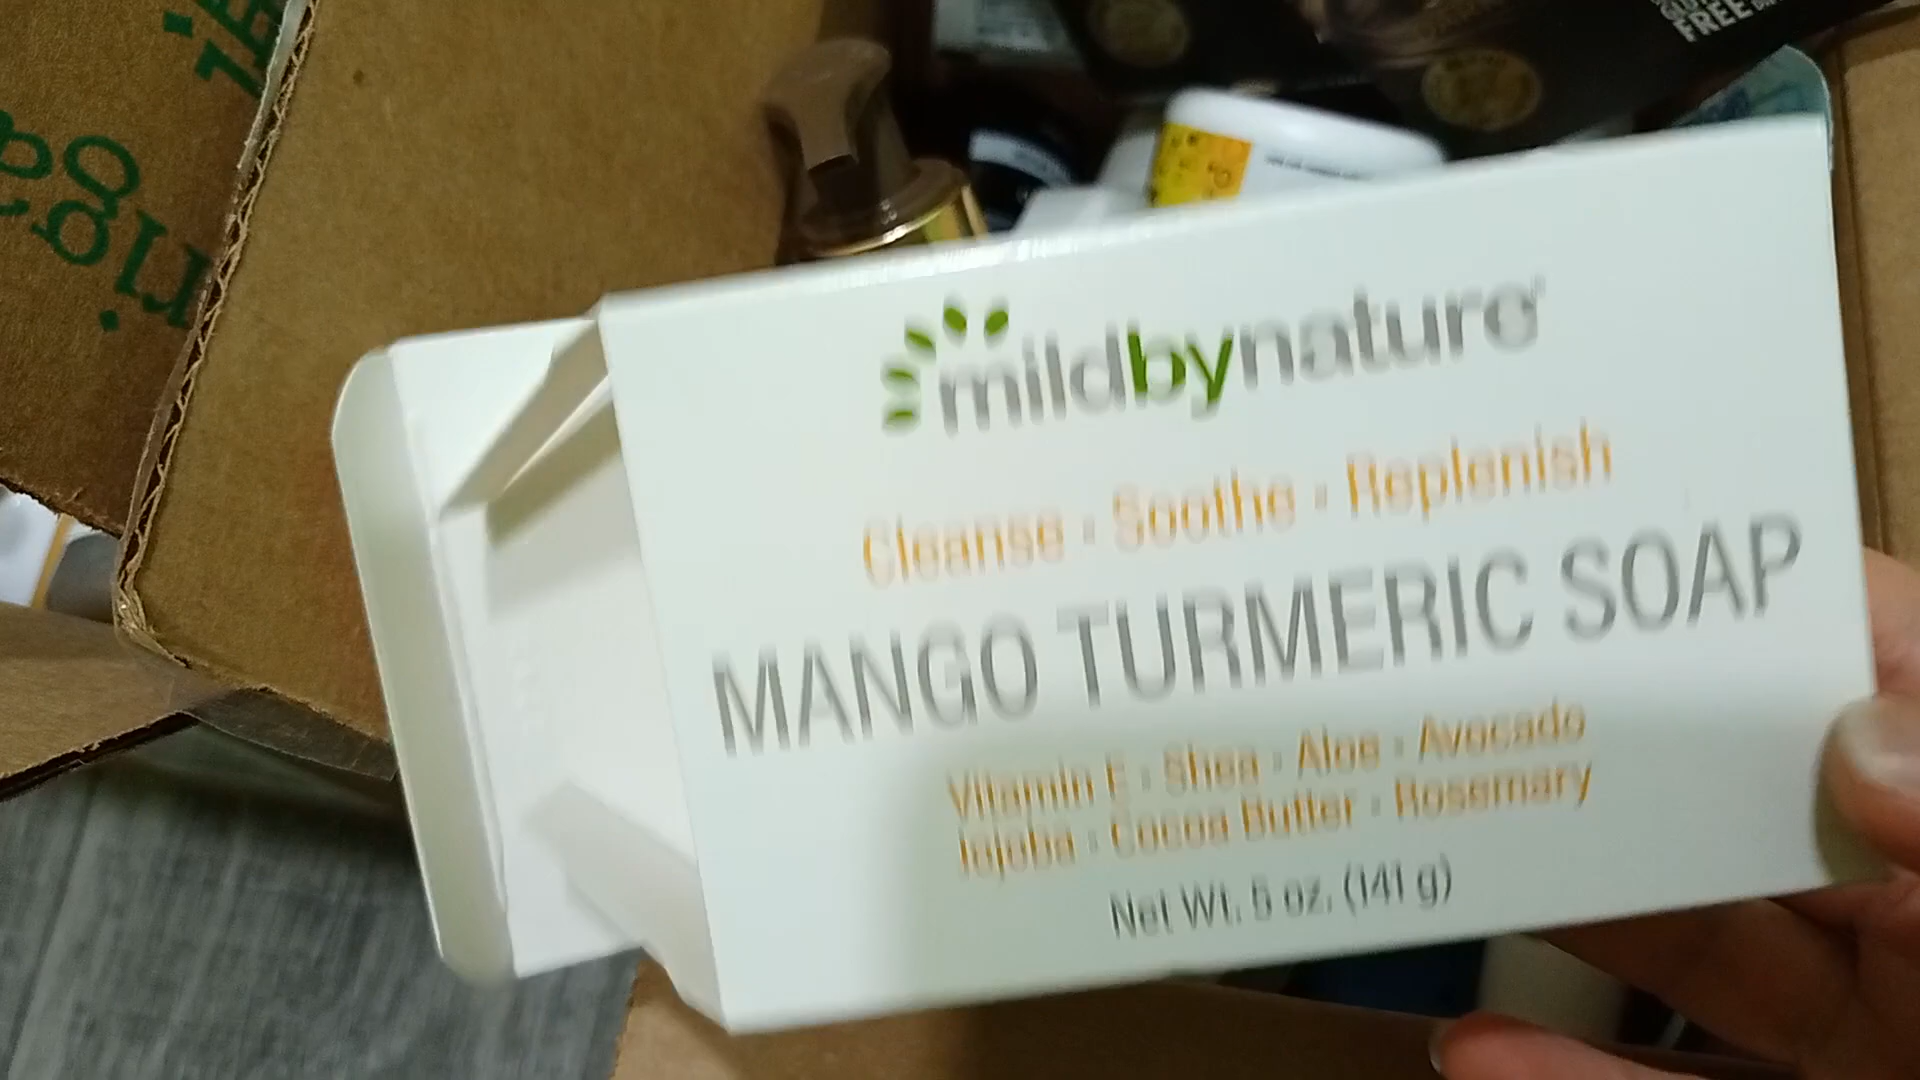 mildbynature
Cleanse • Soothe • Replenish
MANGO TURMERIC SOAP
Vitamin E • Shea • Aloe • Avocado
Jojoba • Cocoa Butter • Rosemary
Net Wt. 5 oz. (141 g)
FREE